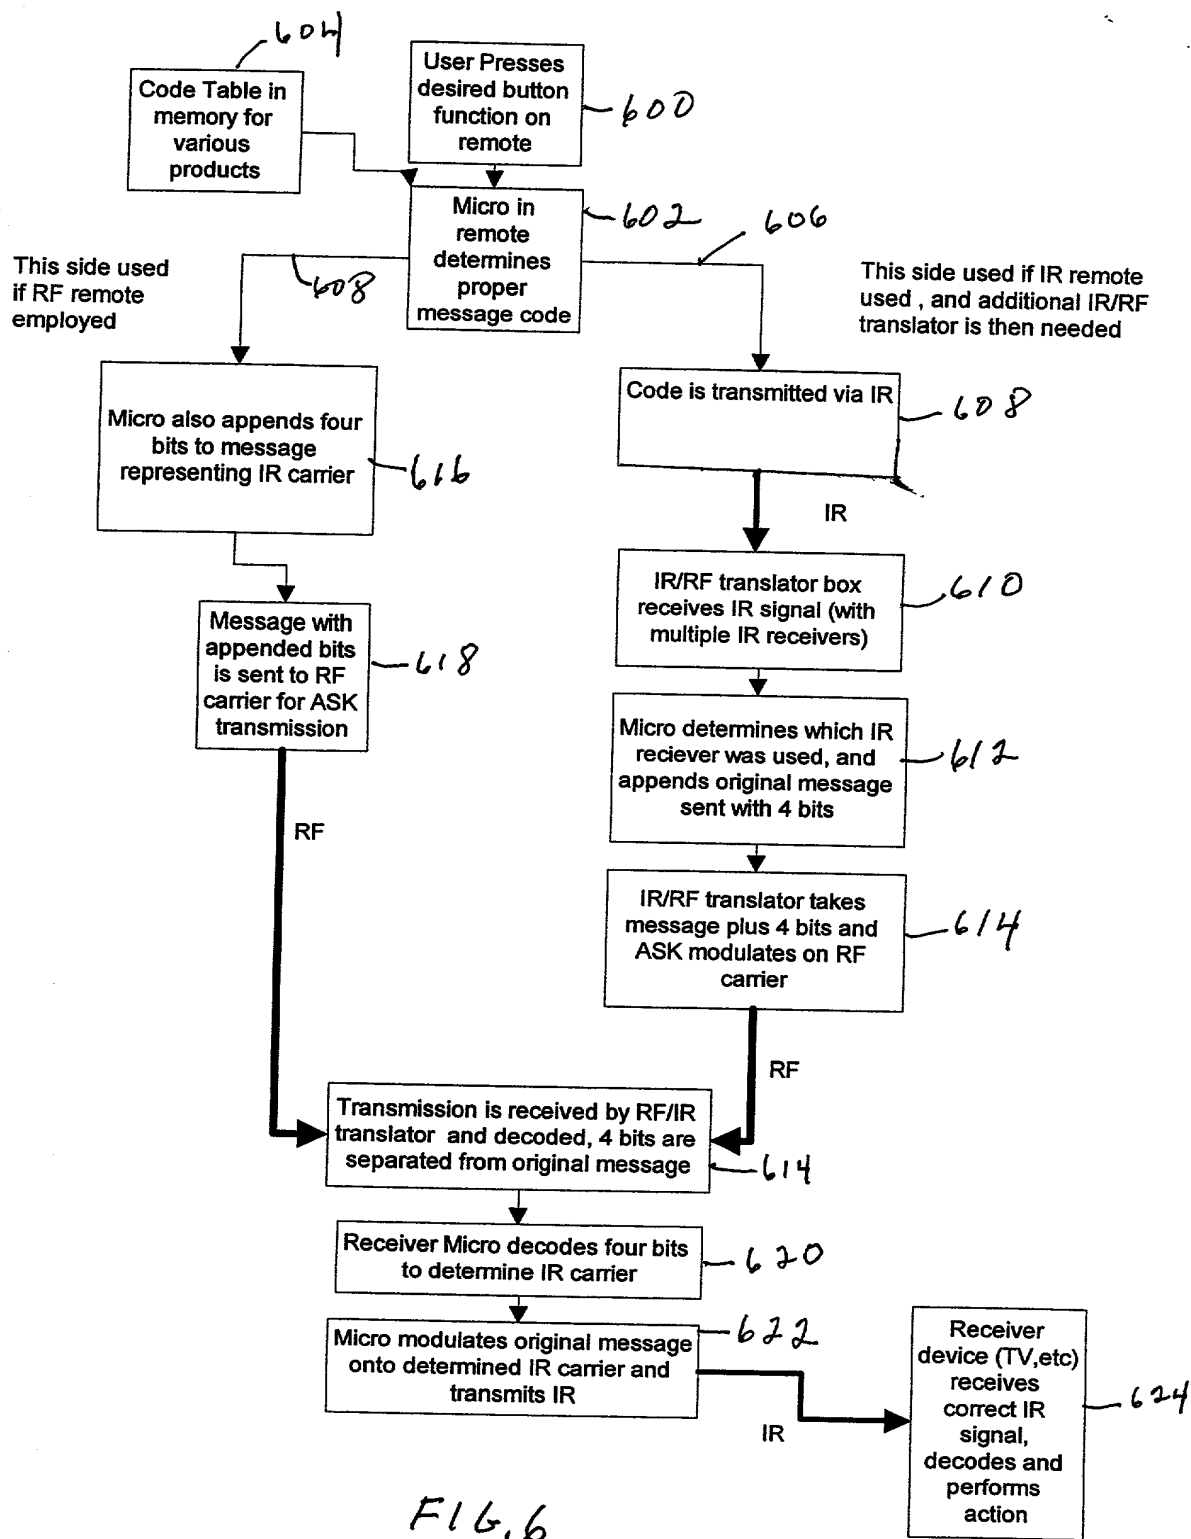 604
Code Table in
memory for
various
products
User Presses
desired button
function on
remote
600
Micro in
remote
determines
proper
message code
602
606
608
This side used
if RF remote
employed
This side used if IR remote
used , and additional IR/RF
translator is then needed
Micro also appends four
bits to message
representing IR carrier
616
Code is transmitted via IR
608
IR
Message with
appended bits
is sent to RF
carrier for ASK
transmission
618
IR/RF translator box
receives IR signal (with
multiple IR receivers)
610
Micro determines which IR
reciever was used, and
appends original message
sent with 4 bits
612
RF
IR/RF translator takes
message plus 4 bits and
ASK modulates on RF
carrier
614
RF
Transmission is received by RF/IR
translator and decoded, 4 bits are
separated from original message
614
Receiver Micro decodes four bits
to determine IR carrier
620
Micro modulates original message
onto determined IR carrier and
transmits IR
622
IR
Receiver
device (TV,etc)
receives
correct IR
signal,
decodes and
performs
action
624
FIG.6